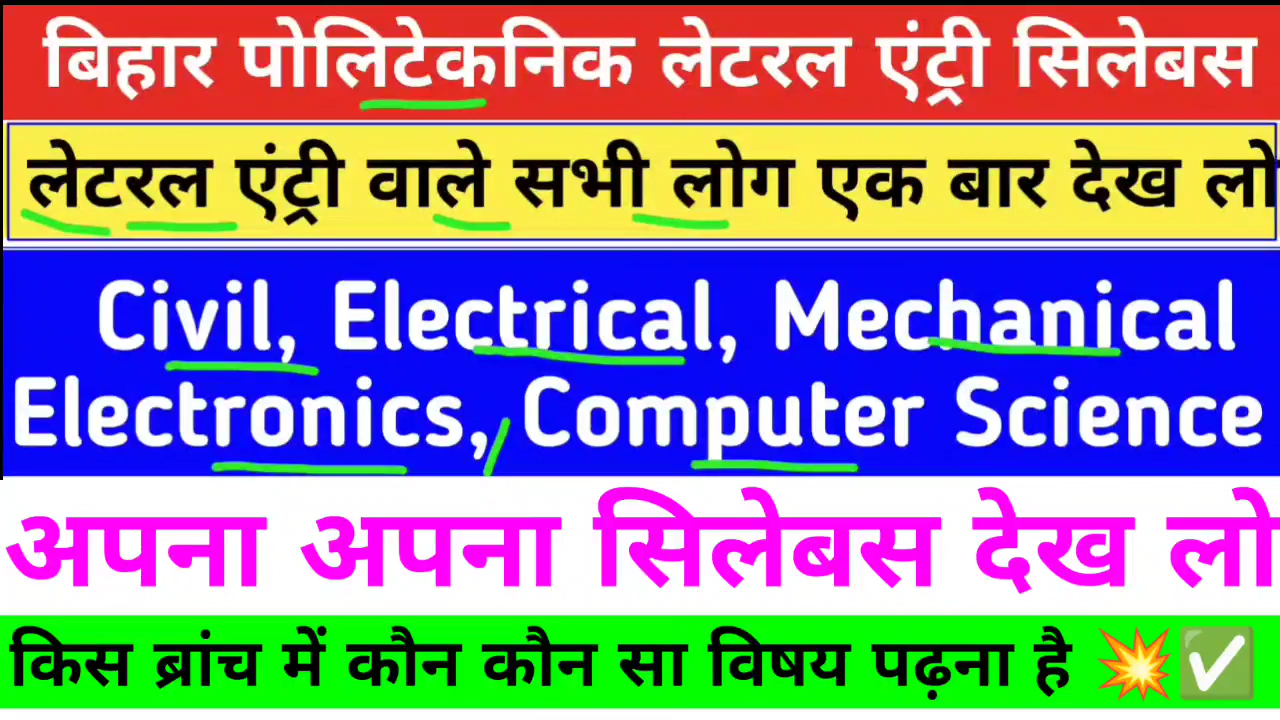 बिहार पोलिटेकनिक लेटरल एंट्री सिलेबस
लेटरल एंट्री वाले सभी लोग एक बार देख लो
Civil, Electrical, Mechanical
Electronics, Computer Science
अपना अपना सिलेबस देख लो
किस ब्रांच में कौन कौन सा विषय पढ़ना है 💥✅